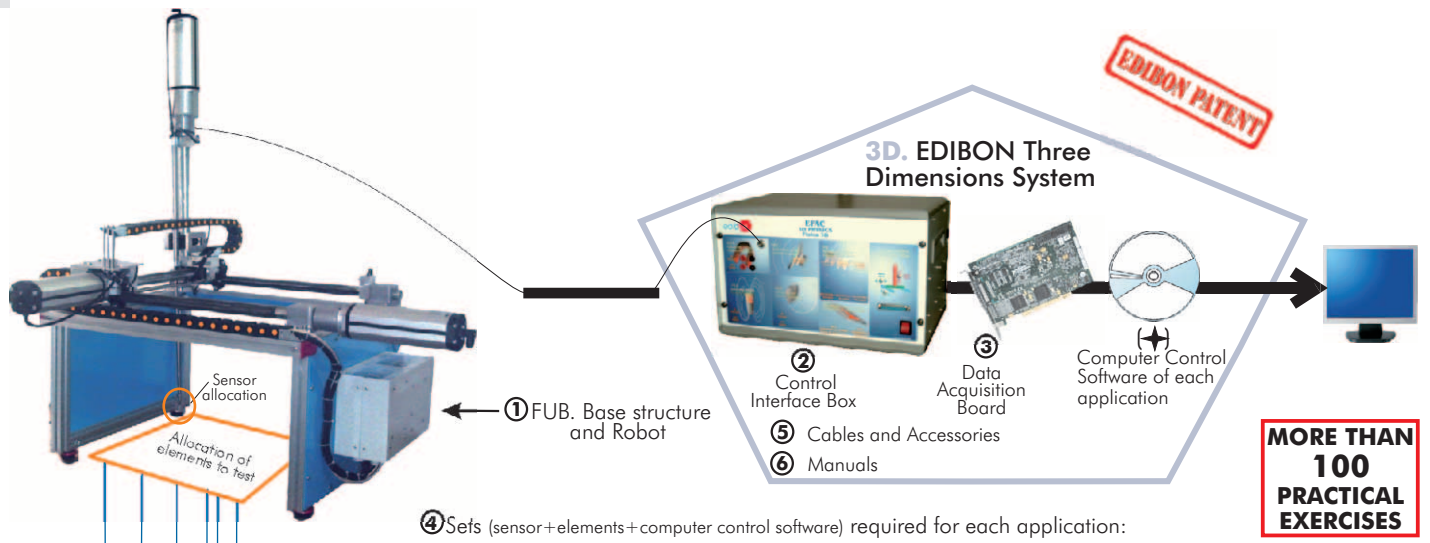 EDIBON PATENT
3D. EDIBON Three
Dimensions System
Sensor
allocation
Allocation of
elements to test
① FUB. Base structure
and Robot
②
Control
Interface Box
③
Data
Acquisition
Board
Computer Control
Software of each
application
⑤ Cables and Accessories
⑥ Manuals
④ Sets (sensor+elements+computer control software) required for each application:
MORE THAN
100
PRACTICAL
EXERCISES